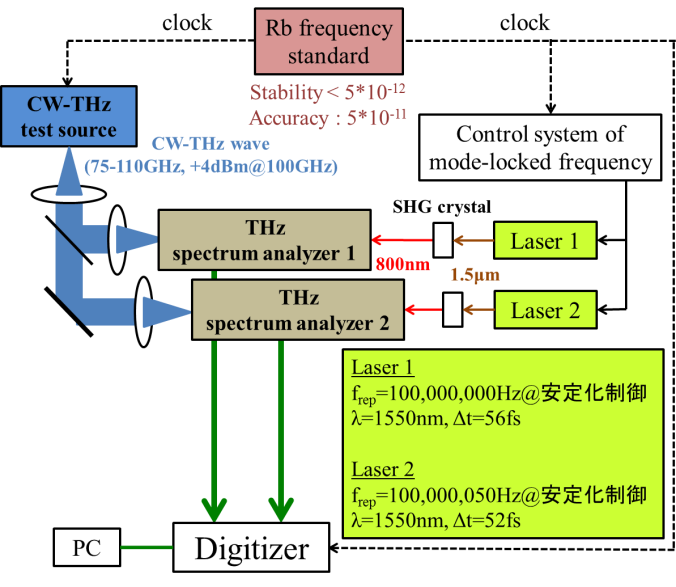 clock
Rb frequency
standard
clock
Stability < 5*10⁻¹²
Accuracy : 5*10⁻¹¹
CW-THz
test source
CW-THz wave
(75-110GHz, +4dBm@100GHz)
Control system of
mode-locked frequency
SHG crystal
THz
spectrum analyzer 1
800nm
Laser 1
1.5μm
THz
spectrum analyzer 2
Laser 2
Laser 1
frep=100,000,000Hz@安定化制御
λ=1550nm, Δt=56fs
Laser 2
frep=100,000,050Hz@安定化制御
λ=1550nm, Δt=52fs
PC
Digitizer